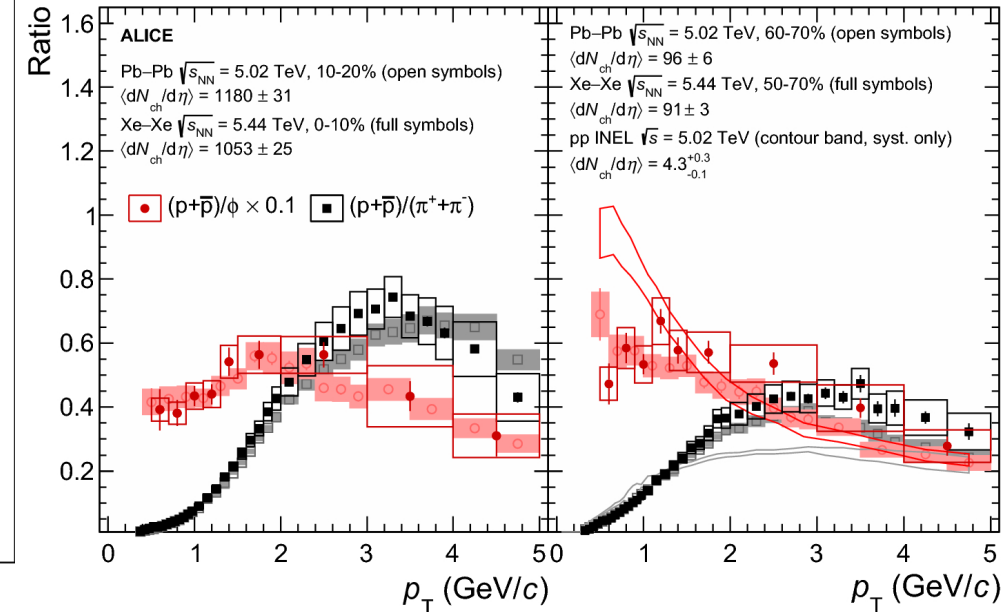 Ratio
ALICE
Pb–Pb √sNN = 5.02 TeV, 10-20% (open symbols)
⟨dNch/dη⟩ = 1180 ± 31
Xe–Xe √sNN = 5.44 TeV, 0-10% (full symbols)
⟨dNch/dη⟩ = 1053 ± 25
(p+p̅)/ϕ × 0.1 (p+p̅)/(π⁺+π⁻)
1.6
1.4
1.2
1
0.8
0.6
0.4
0.2
0 1 2 3 4 5
pT (GeV/c)
Pb–Pb √sNN = 5.02 TeV, 60-70% (open symbols)
⟨dNch/dη⟩ = 96 ± 6
Xe–Xe √sNN = 5.44 TeV, 50-70% (full symbols)
⟨dNch/dη⟩ = 91± 3
pp INEL √s = 5.02 TeV (contour band, syst. only)
⟨dNch/dη⟩ = 4.3+0.3-0.1
0 1 2 3 4 5
pT (GeV/c)